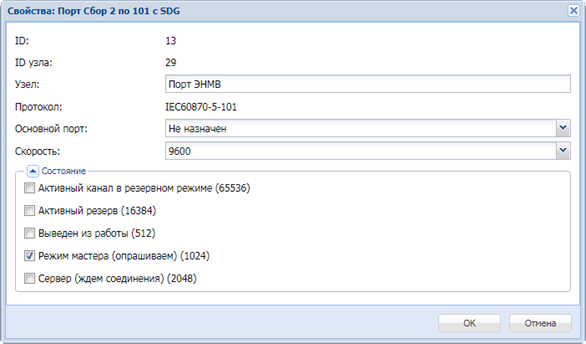 Свойства: Порт Сбор 2 по 101 с SDG
ID: 13
ID узла: 29
Узел: Порт ЭНМВ
Протокол: IEC60870-5-101
Основной порт: Не назначен
Скорость: 9600
Состояние
Активный канал в резервном режиме (65536)
Активный резерв (16384)
Выведен из работы (512)
Режим мастера (опрашиваем) (1024)
Сервер (ждем соединения) (2048)
OK Отмена